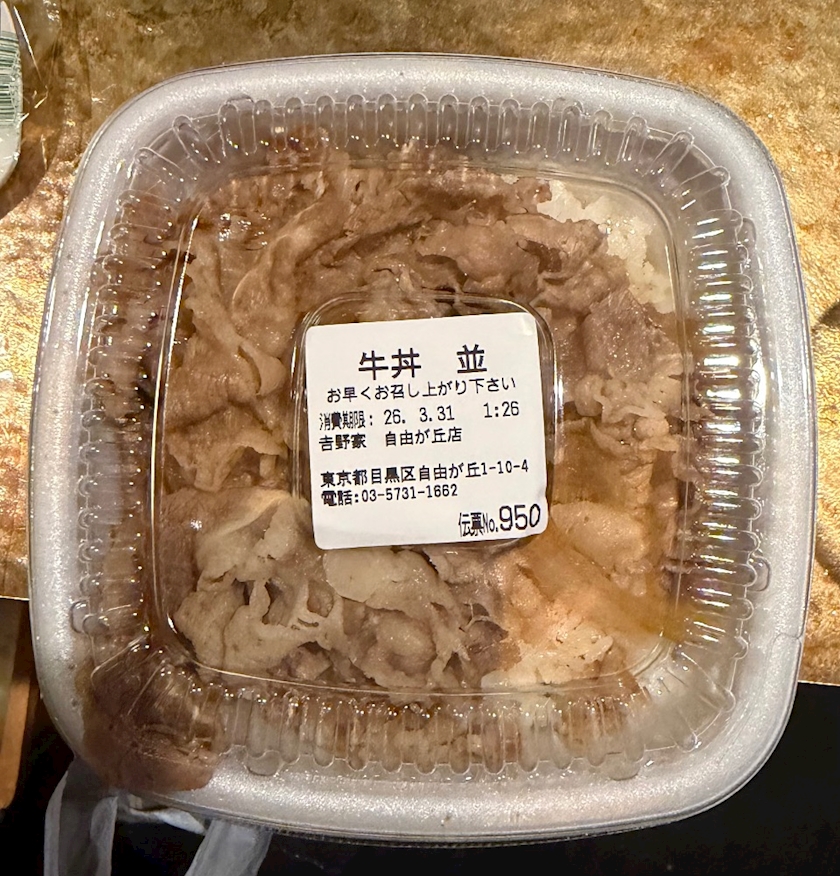 牛丼 並
お早くお召し上がり下さい
消費期限: 26. 3.31 1:26
吉野家 自由が丘店
東京都目黒区自由が丘1-10-4
電話:03-5731-1662
伝票No.950